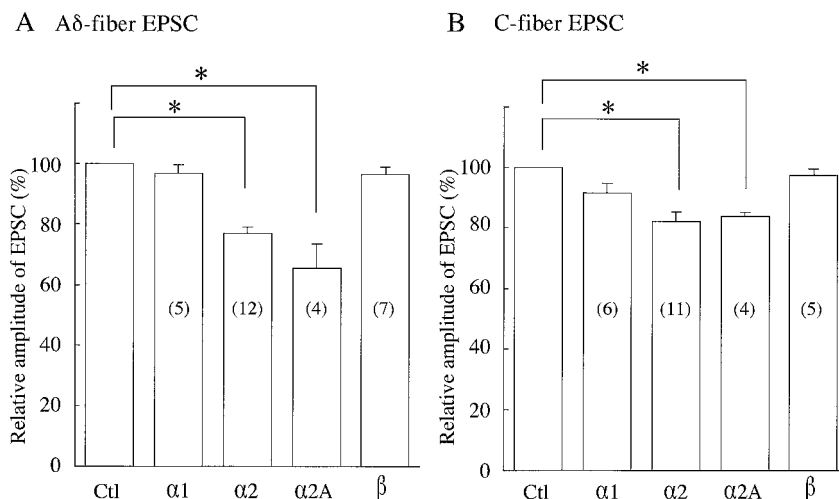 A Aδ-fiber EPSC
B C-fiber EPSC
Relative amplitude of EPSC (%)
100
80
60
40
20
0
*
*
(5) (12) (4) (7)
Ctl α1 α2 α2A β
Relative amplitude of EPSC (%)
100
80
60
40
20
0
*
*
(6) (11) (4) (5)
Ctl α1 α2 α2A β